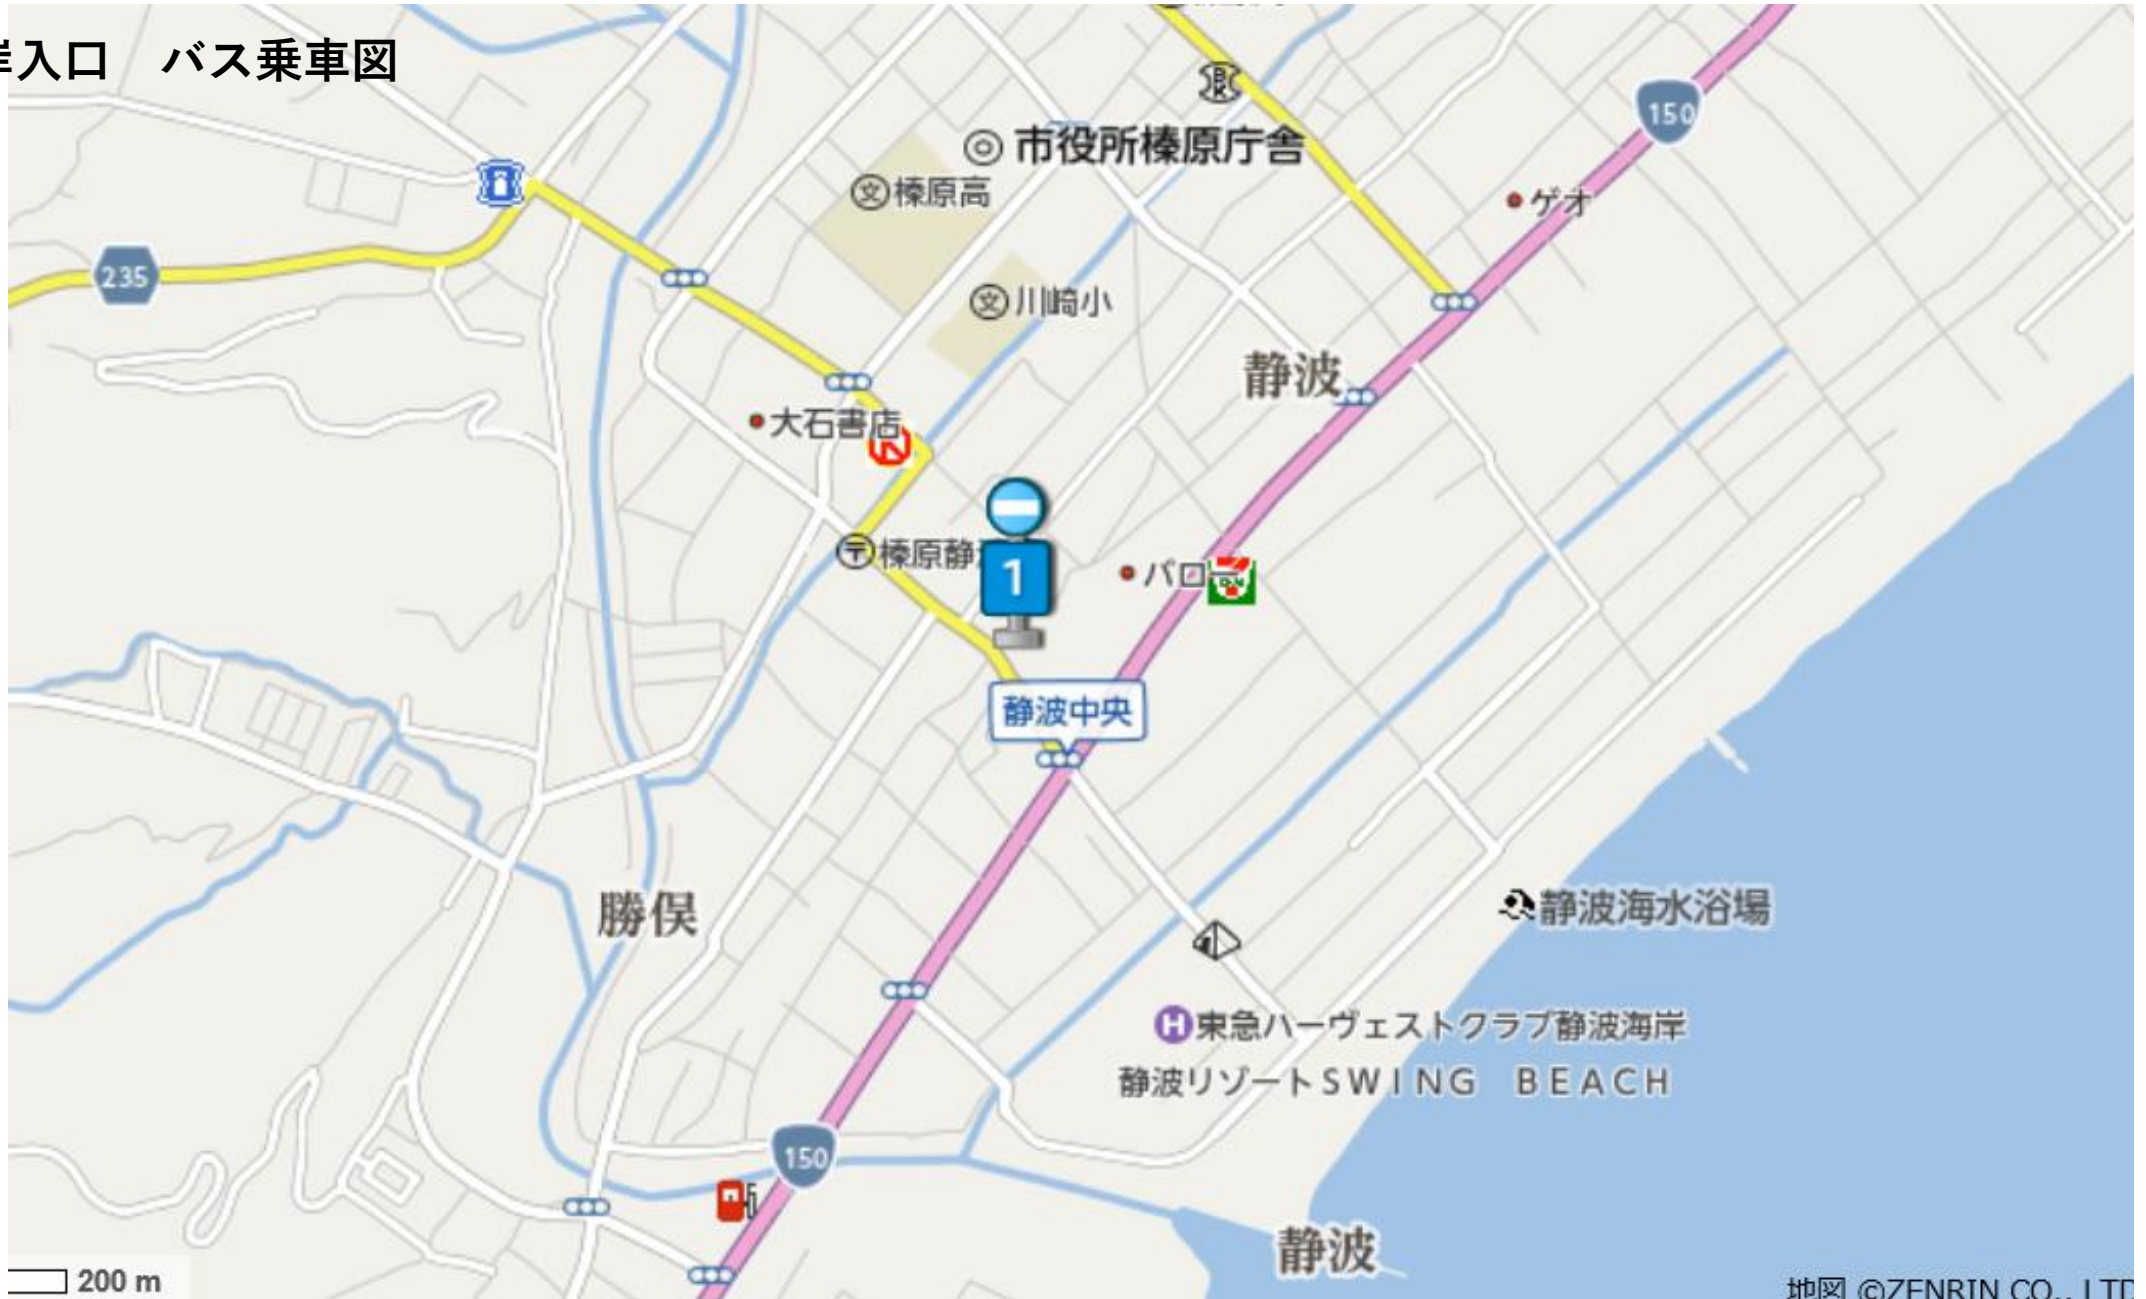 岸入口 バス乗車図
150
市役所榛原庁舎
榛原高
ゲオ
235
川崎小
静波
大石書店
榛原静
1
バロー
静波中央
勝俣
静波海水浴場
H
東急ハーヴェストクラブ静波海岸
静波リゾートSWING BEACH
150
静波
200 m
地図 ©ZENRIN CO., LTD